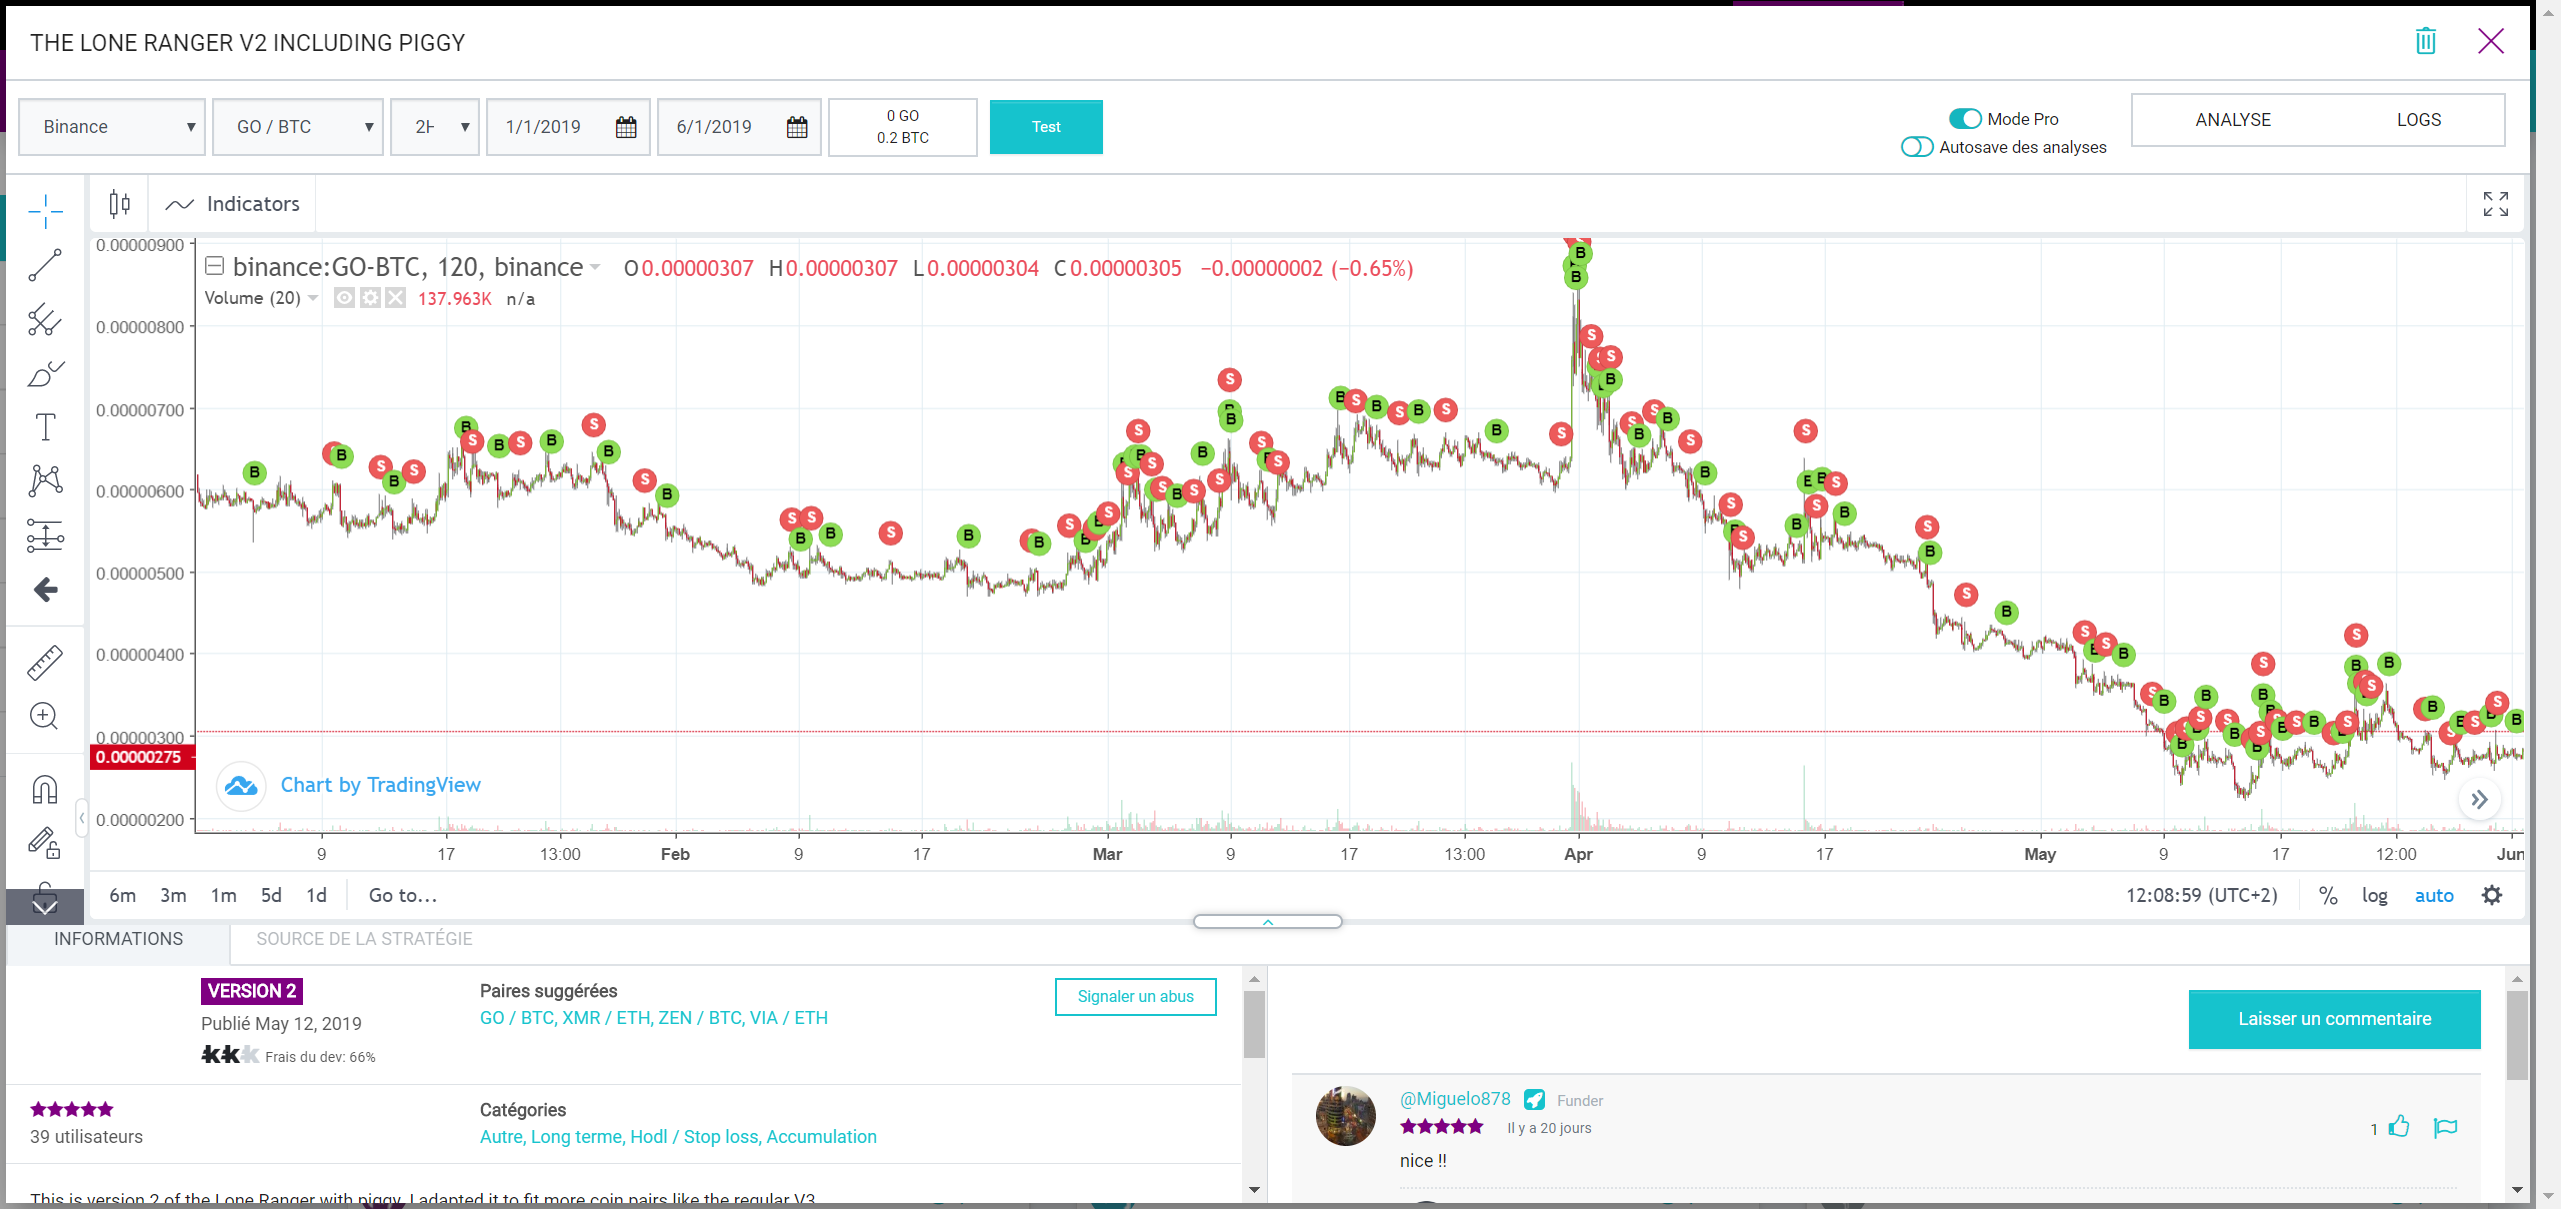 THE LONE RANGER V2 INCLUDING PIGGY
Binance
GO / BTC
2H
1/1/2019
6/1/2019
0 GO
0.2 BTC
Test
Mode Pro
Autosave des analyses
ANALYSE
LOGS
Indicators
binance:GO-BTC, 120, binance
O0.00000307 H0.00000307 L0.00000304 C0.00000305 −0.00000002 (−0.65%)
Volume (20) 137.963K n/a
0.00000900
0.00000800
0.00000700
0.00000600
0.00000500
0.00000400
0.00000300
0.00000275
0.00000200
Chart by TradingView
9 17 13:00 Feb 9 17 Mar 9 17 13:00 Apr 9 17 May 9 17 12:00 Jun
6m 3m 1m 5d 1d Go to...
12:08:59 (UTC+2) % log auto
INFORMATIONS
SOURCE DE LA STRATÉGIE
VERSION 2
Publié May 12, 2019
Frais du dev: 66%
Paires suggérées
GO / BTC, XMR / ETH, ZEN / BTC, VIA / ETH
Signaler un abus
39 utilisateurs
Catégories
Autre, Long terme, Hodl / Stop loss, Accumulation
This is version 2 of the Lone Ranger with piggy. I adapted it to fit more coin pairs like the regular V3
Laisser un commentaire
@Miguelo878 Funder
Il y a 20 jours
1
nice !!